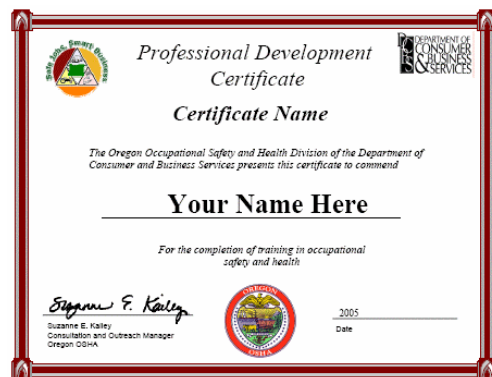 Safe Jobs, Smart Business
Professional Development
Certificate
DEPARTMENT OF
CONSUMER
& BUSINESS
SERVICES
Certificate Name
The Oregon Occupational Safety and Health Division of the Department of
Consumer and Business Services presents this certificate to commend
Your Name Here
For the completion of training in occupational
safety and health
Suzanne E. Kailey
Suzanne E. Kailey
Consultation and Outreach Manager
Oregon OSHA
OREGON
OSHA
2005
Date